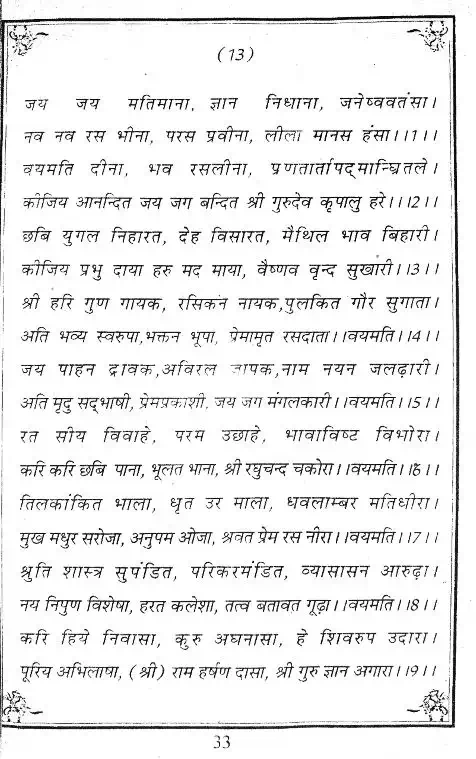 (13)
जय जय मतिमाना, ज्ञान निधाना, जनेष्ववतंसा।
नव नव रस भीना, परस प्रवीना, लीला मानस हंसा।।1।।
वयमति दीना, भव रसलीना, प्रणतार्तापद्मान्घ्रितले।
कीजिय आनन्दित जय जग बन्दित श्री गुरुदेव कृपालु हरे।।2।।
छबि युगल निहारत, देह विसारत, मैथिल भाव बिहारी।
कीजिय प्रभु दाया हरु मद माया, वैष्णव वृन्द सुखारी।।3।।
श्री हरि गुण गायक, रसिकन नायक,पुलकित गौर सुगाता।
अति भव्य स्वरुपा,भक्तन भूपा, प्रेमामृत रसदाता।।वयमति।।4।।
जय पाहन द्रावक,अविरल जापक,नाम नयन जलढ़ारी।
अति मृदु सद्भाषी, प्रेमप्रकाशी, जय जग मंगलकारी।।वयमति।।5।।
रत सीय विवाहे, परम उछाहे, भावाविष्ट विभोरा।
करि करि छबि पाना, भूलत भाना, श्री रघुचन्द चकोरा।।वयमति।।6।।
तिलकांकित भाला, धृत उर माला, धवलाम्बर मतिधीरा।
मुख मधुर सरोजा, अनुपम ओजा, श्रवत प्रेम रस नीरा।।वयमति।।7।।
श्रुति शास्त्र सुपंडित, परिकरमंडित, व्यासासन आरुढ़ा।
नय निपुण विशेषा, हरत कलेशा, तत्व बतावत गूढ़ा।।वयमति।।8।।
करि हिये निवासा, कुरु अघनासा, हे शिवरुप उदारा।
पूरिय अभिलाषा, (श्री) राम हर्षण दासा, श्री गुरु ज्ञान अगारा।।9।।
33